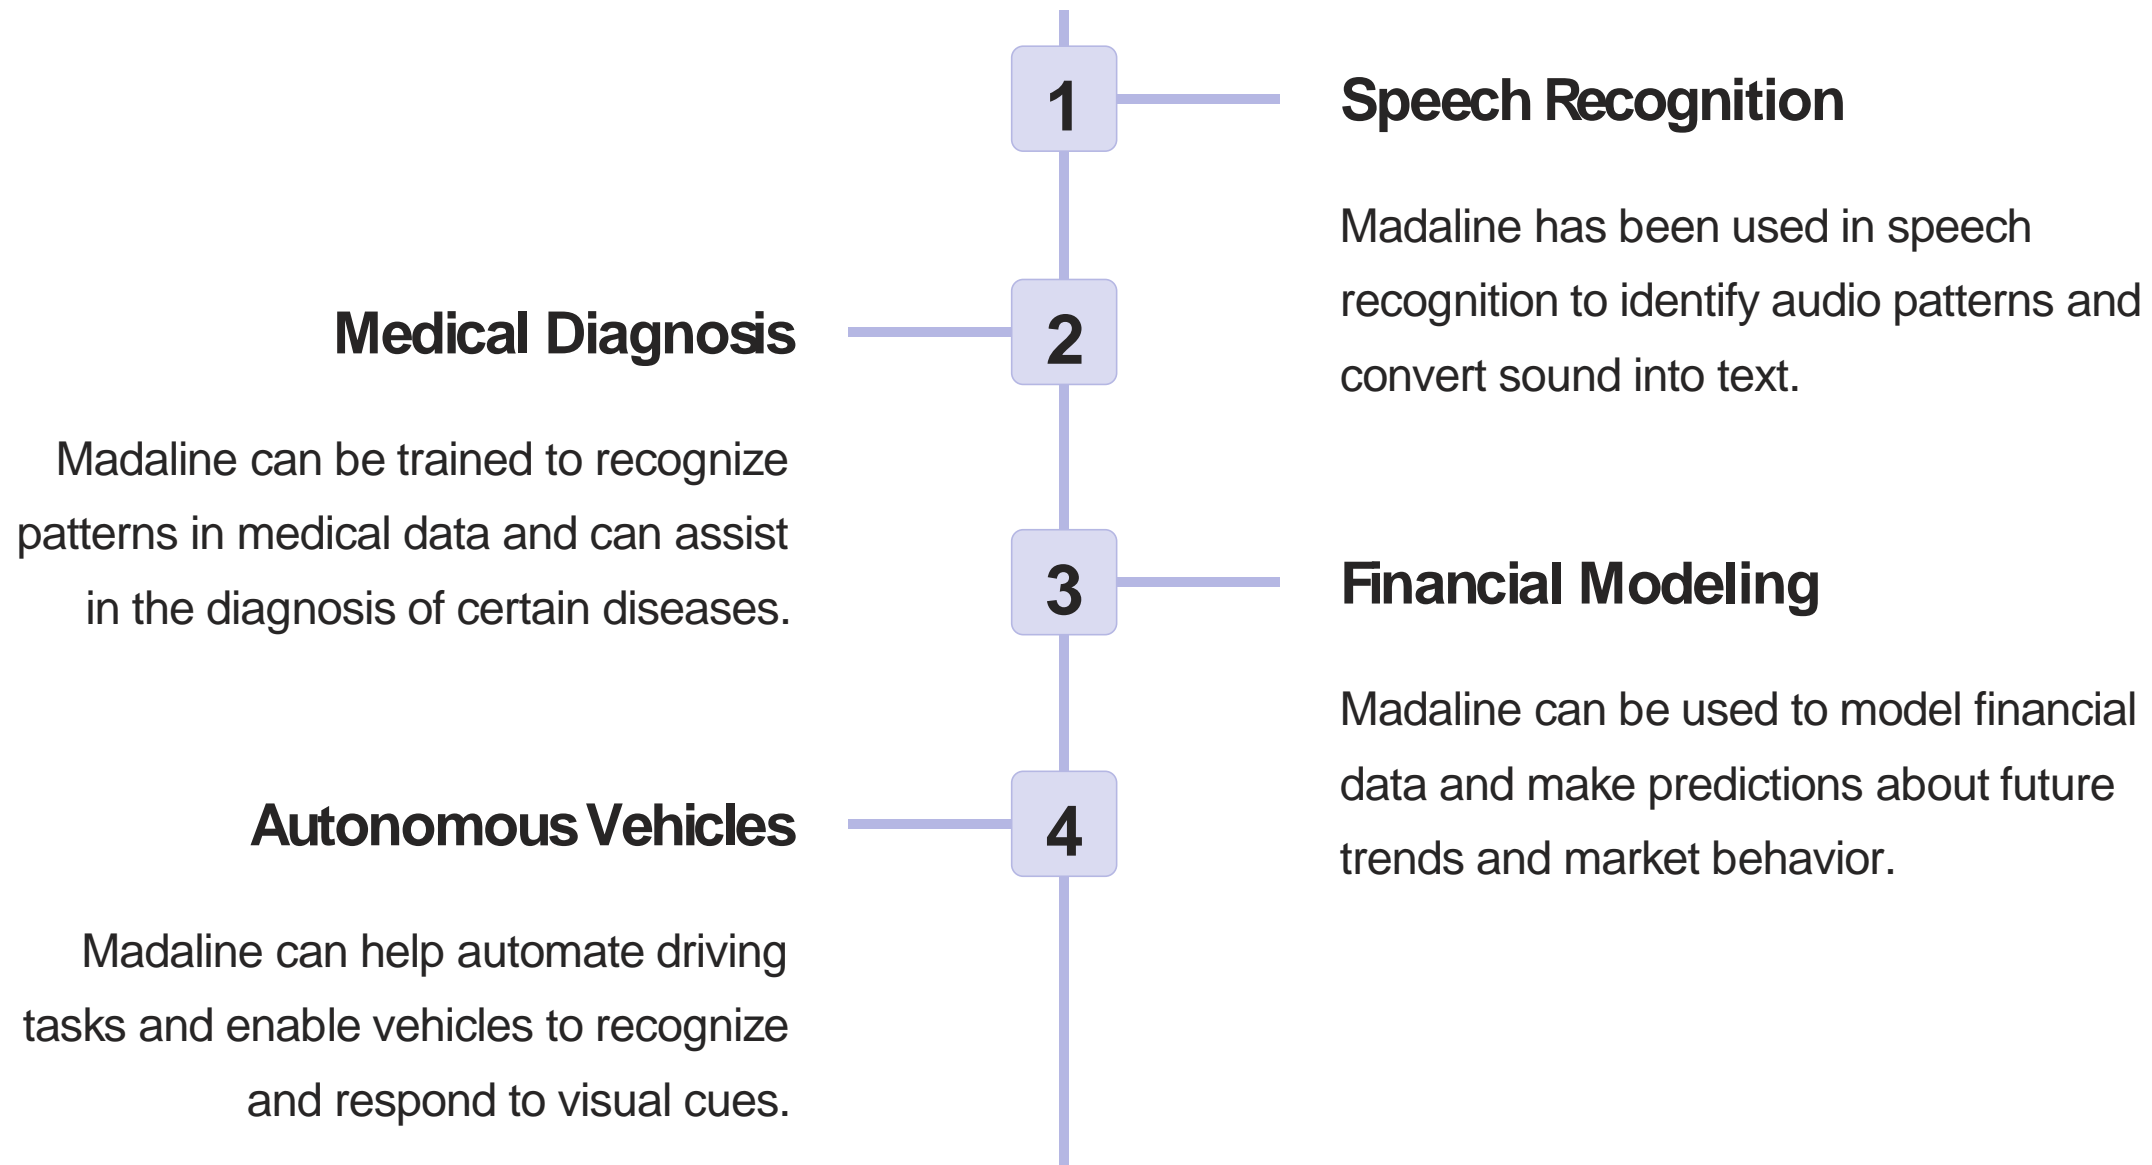 1
Speech Recognition
Madaline has been used in speech
recognition to identify audio patterns and
convert sound into text.
2
Medical Diagnosis
Madaline can be trained to recognize
patterns in medical data and can assist
in the diagnosis of certain diseases.
3
Financial Modeling
Madaline can be used to model financial
data and make predictions about future
trends and market behavior.
4
Autonomous Vehicles
Madaline can help automate driving
tasks and enable vehicles to recognize
and respond to visual cues.